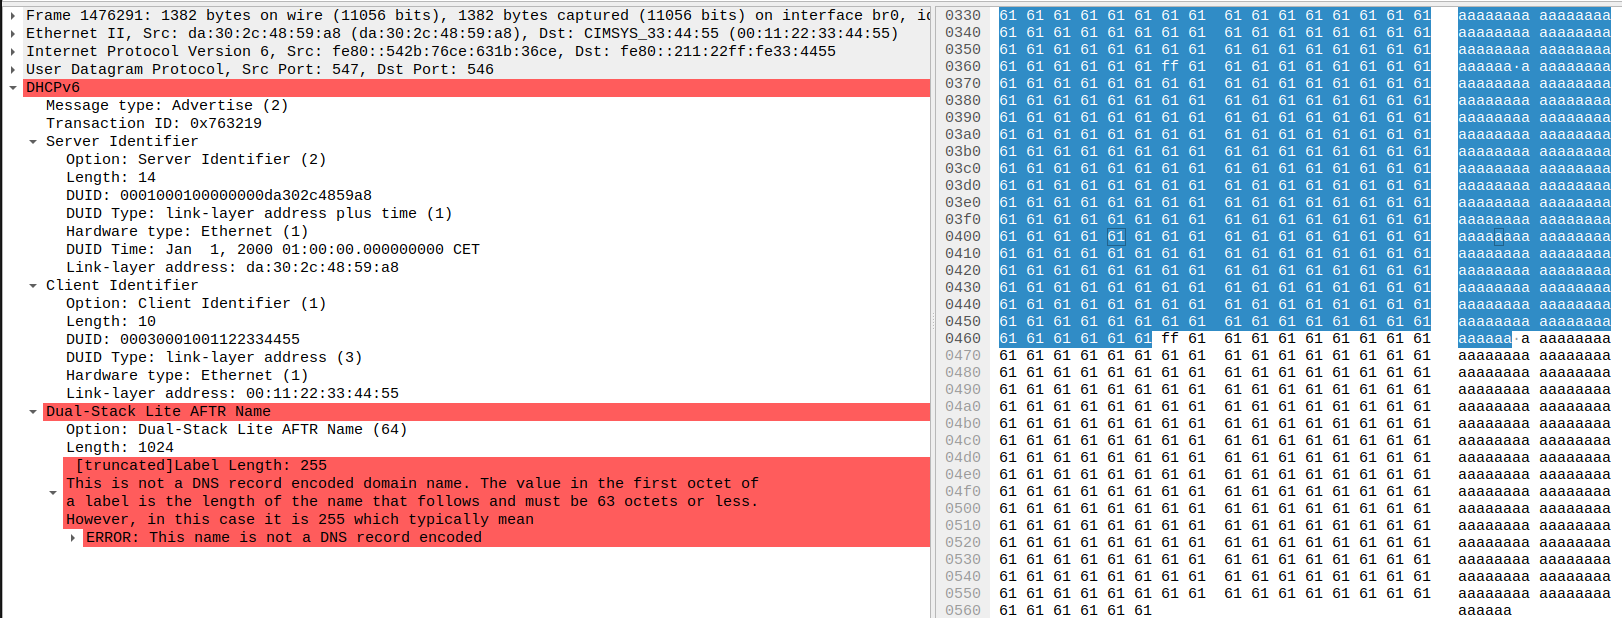 Frame 1476291: 1382 bytes on wire (11056 bits), 1382 bytes captured (11056 bits) on interface br0,
Ethernet II, Src: da:30:2c:48:59:a8 (da:30:2c:48:59:a8), Dst: CIMSYS_33:44:55 (00:11:22:33:44:55)
Internet Protocol Version 6, Src: fe80::542b:76ce:631b:36ce, Dst: fe80::211:22ff:fe33:4455
User Datagram Protocol, Src Port: 547, Dst Port: 546
DHCPv6
Message type: Advertise (2)
Transaction ID: 0x763219
Server Identifier
Option: Server Identifier (2)
Length: 14
DUID: 0001000100000000da302c4859a8
DUID Type: link-layer address plus time (1)
Hardware type: Ethernet (1)
DUID Time: Jan  1, 2000 01:00:00.000000000 CET
Link-layer address: da:30:2c:48:59:a8
Client Identifier
Option: Client Identifier (1)
Length: 10
DUID: 00030001001122334455
DUID Type: link-layer address (3)
Hardware type: Ethernet (1)
Link-layer address: 00:11:22:33:44:55
Dual-Stack Lite AFTR Name
Option: Dual-Stack Lite AFTR Name (64)
Length: 1024
[truncated]Label Length: 255
This is not a DNS record encoded domain name. The value in the first octet of
a label is the length of the name that follows and must be 63 octets or less.
However, in this case it is 255 which typically mean
ERROR: This name is not a DNS record encoded
0330 61 61 61 61 61 61 61 61 61 61 61 61 61 61 61 61 aaaaaaaa aaaaaaaa
0340 61 61 61 61 61 61 61 61 61 61 61 61 61 61 61 61 aaaaaaaa aaaaaaaa
0350 61 61 61 61 61 61 61 61 61 61 61 61 61 61 61 61 aaaaaaaa aaaaaaaa
0360 61 61 61 61 61 61 ff 61 61 61 61 61 61 61 61 61 aaaaaa·a aaaaaaaa
0370 61 61 61 61 61 61 61 61 61 61 61 61 61 61 61 61 aaaaaaaa aaaaaaaa
0380 61 61 61 61 61 61 61 61 61 61 61 61 61 61 61 61 aaaaaaaa aaaaaaaa
0390 61 61 61 61 61 61 61 61 61 61 61 61 61 61 61 61 aaaaaaaa aaaaaaaa
03a0 61 61 61 61 61 61 61 61 61 61 61 61 61 61 61 61 aaaaaaaa aaaaaaaa
03b0 61 61 61 61 61 61 61 61 61 61 61 61 61 61 61 61 aaaaaaaa aaaaaaaa
03c0 61 61 61 61 61 61 61 61 61 61 61 61 61 61 61 61 aaaaaaaa aaaaaaaa
03d0 61 61 61 61 61 61 61 61 61 61 61 61 61 61 61 61 aaaaaaaa aaaaaaaa
03e0 61 61 61 61 61 61 61 61 61 61 61 61 61 61 61 61 aaaaaaaa aaaaaaaa
03f0 61 61 61 61 61 61 61 61 61 61 61 61 61 61 61 61 aaaaaaaa aaaaaaaa
0400 61 61 61 61 61 61 61 61 61 61 61 61 61 61 61 61 aaaaaaaa aaaaaaaa
0410 61 61 61 61 61 61 61 61 61 61 61 61 61 61 61 61 aaaaaaaa aaaaaaaa
0420 61 61 61 61 61 61 61 61 61 61 61 61 61 61 61 61 aaaaaaaa aaaaaaaa
0430 61 61 61 61 61 61 61 61 61 61 61 61 61 61 61 61 aaaaaaaa aaaaaaaa
0440 61 61 61 61 61 61 61 61 61 61 61 61 61 61 61 61 aaaaaaaa aaaaaaaa
0450 61 61 61 61 61 61 61 61 61 61 61 61 61 61 61 61 aaaaaaaa aaaaaaaa
0460 61 61 61 61 61 61 ff 61 61 61 61 61 61 61 61 61 aaaaaa·a aaaaaaaa
0470 61 61 61 61 61 61 61 61 61 61 61 61 61 61 61 61 aaaaaaaa aaaaaaaa
0480 61 61 61 61 61 61 61 61 61 61 61 61 61 61 61 61 aaaaaaaa aaaaaaaa
0490 61 61 61 61 61 61 61 61 61 61 61 61 61 61 61 61 aaaaaaaa aaaaaaaa
04a0 61 61 61 61 61 61 61 61 61 61 61 61 61 61 61 61 aaaaaaaa aaaaaaaa
04b0 61 61 61 61 61 61 61 61 61 61 61 61 61 61 61 61 aaaaaaaa aaaaaaaa
04c0 61 61 61 61 61 61 61 61 61 61 61 61 61 61 61 61 aaaaaaaa aaaaaaaa
04d0 61 61 61 61 61 61 61 61 61 61 61 61 61 61 61 61 aaaaaaaa aaaaaaaa
04e0 61 61 61 61 61 61 61 61 61 61 61 61 61 61 61 61 aaaaaaaa aaaaaaaa
04f0 61 61 61 61 61 61 61 61 61 61 61 61 61 61 61 61 aaaaaaaa aaaaaaaa
0500 61 61 61 61 61 61 61 61 61 61 61 61 61 61 61 61 aaaaaaaa aaaaaaaa
0510 61 61 61 61 61 61 61 61 61 61 61 61 61 61 61 61 aaaaaaaa aaaaaaaa
0520 61 61 61 61 61 61 61 61 61 61 61 61 61 61 61 61 aaaaaaaa aaaaaaaa
0530 61 61 61 61 61 61 61 61 61 61 61 61 61 61 61 61 aaaaaaaa aaaaaaaa
0540 61 61 61 61 61 61 61 61 61 61 61 61 61 61 61 61 aaaaaaaa aaaaaaaa
0550 61 61 61 61 61 61 61 61 61 61 61 61 61 61 61 61 aaaaaaaa aaaaaaaa
0560 61 61 61 61 61 61 aaaaaa